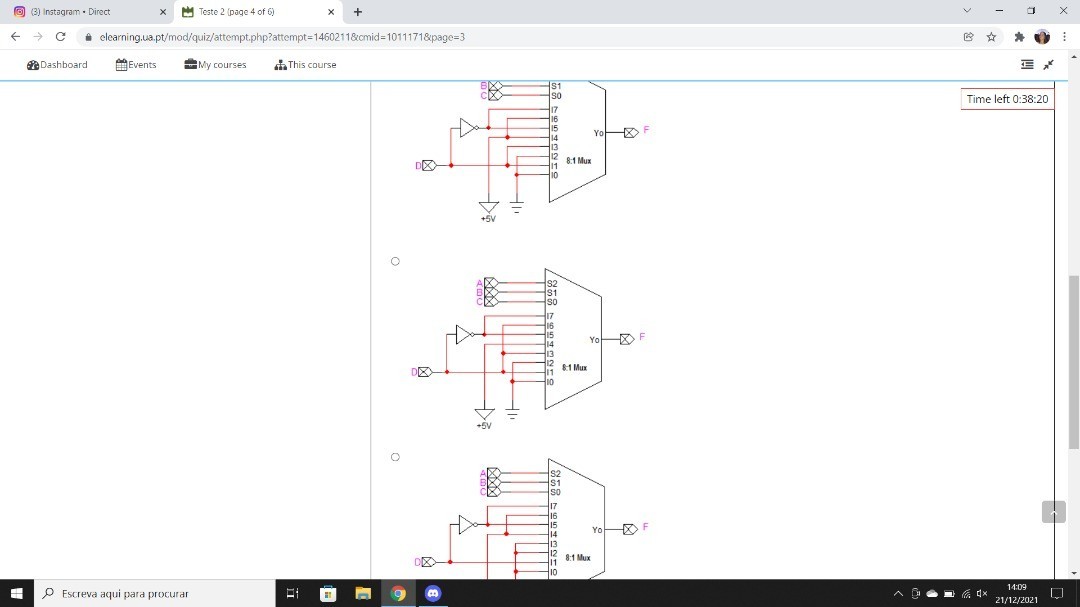 (3) Instagram • Direct
Teste 2 (page 4 of 6)
elearning.ua.pt/mod/quiz/attempt.php?attempt=1460211&cmid=1011171&page=3
Dashboard Events My courses This course
Time left 0:38:20
B S1
C S0
I7
I6
I5
I4
I3
I2
I1
I0
Yo F
8:1 Mux
D
+5V
A S2
B S1
C S0
I7
I6
I5
I4
I3
I2
I1
I0
Yo F
8:1 Mux
D
+5V
A S2
B S1
C S0
I7
I6
I5
I4
I3
I2
I1
I0
Yo F
8:1 Mux
D
Escreva aqui para procurar
14:09
21/12/2021